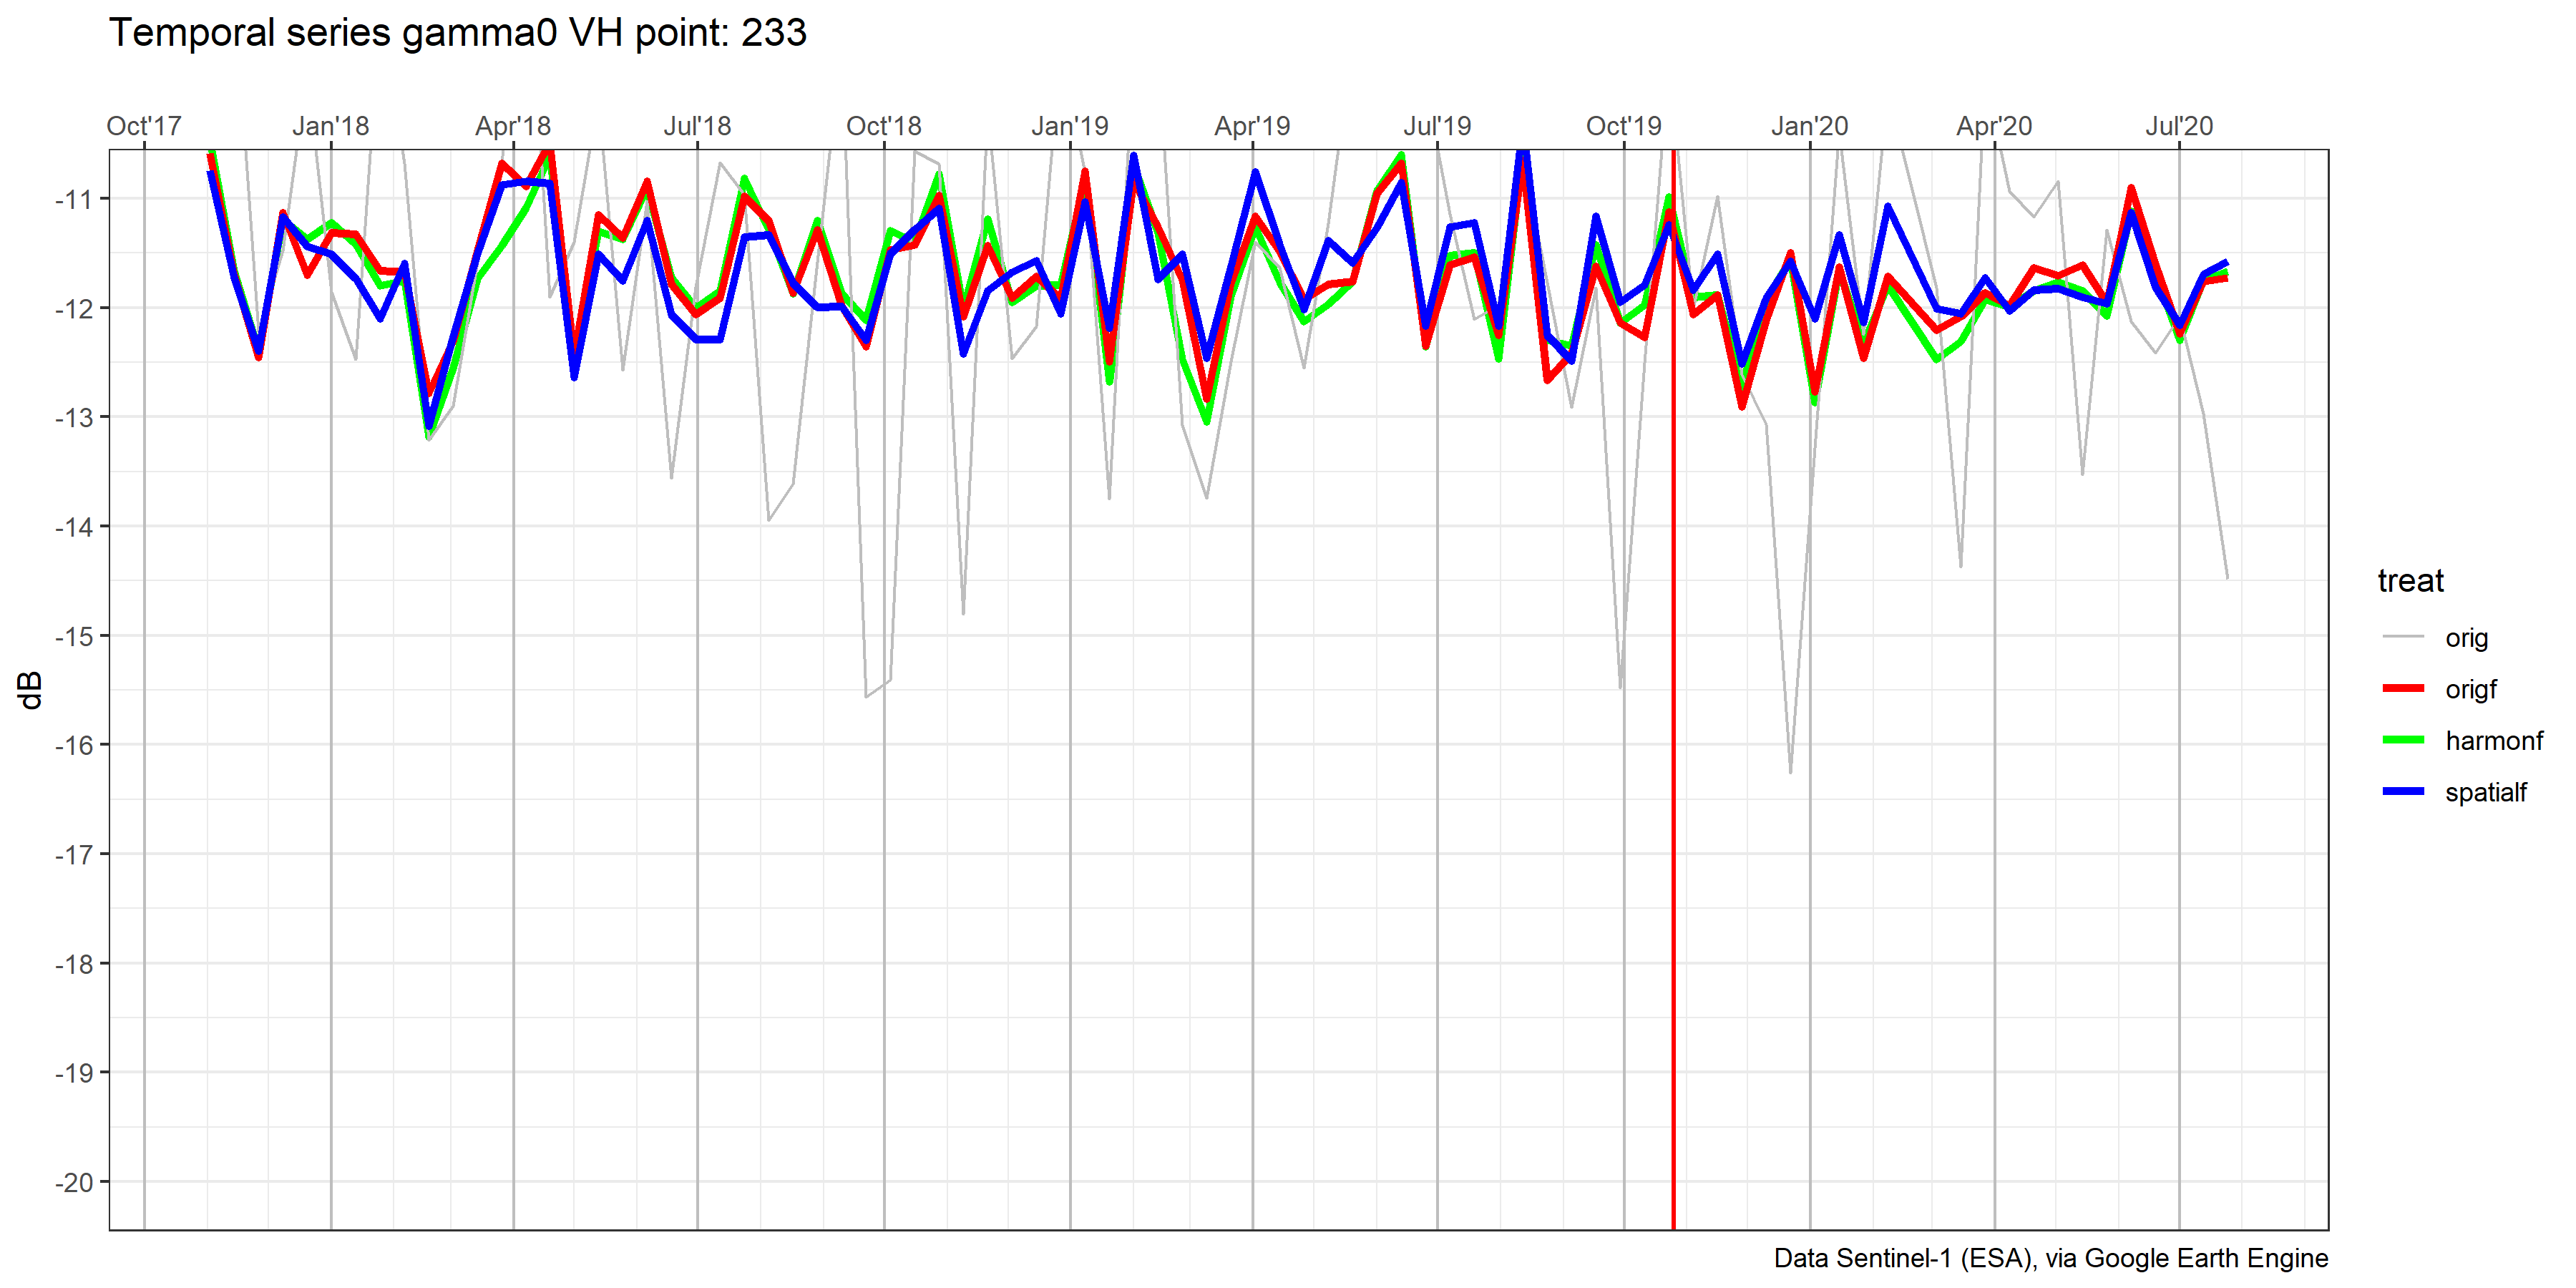 Temporal series gamma0 VH point: 233
Oct'17 Jan'18 Apr'18 Jul'18 Oct'18 Jan'19 Apr'19 Jul'19 Oct'19 Jan'20 Apr'20 Jul'20
-11
-12
-13
-14
-15
-16
-17
-18
-19
-20
dB
treat
orig
origf
harmonf
spatialf
Data Sentinel-1 (ESA), via Google Earth Engine